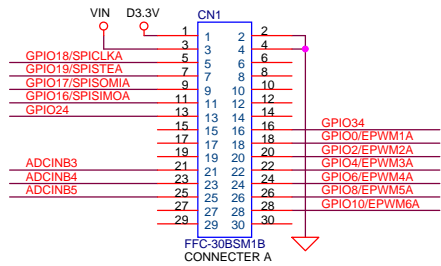 VIN D3.3V CN1
1 1 2 2
3 3 4 4
GPIO18/SPICLKA 5 5 6 6
GPIO19/SPISTEA 7 7 8 8
GPIO17/SPISOMIA 9 9 10 10
GPIO16/SPISIMOA 11 11 12 12
GPIO24 13 13 14 14
15 15 16 16 GPIO34
17 17 18 18 GPIO0/EPWM1A
19 19 20 20 GPIO2/EPWM2A
ADCINB3 21 21 22 22 GPIO4/EPWM3A
ADCINB4 23 23 24 24 GPIO6/EPWM4A
ADCINB5 25 25 26 26 GPIO8/EPWM5A
27 27 28 28 GPIO10/EPWM6A
29 29 30 30
FFC-30BSM1B
CONNECTER A